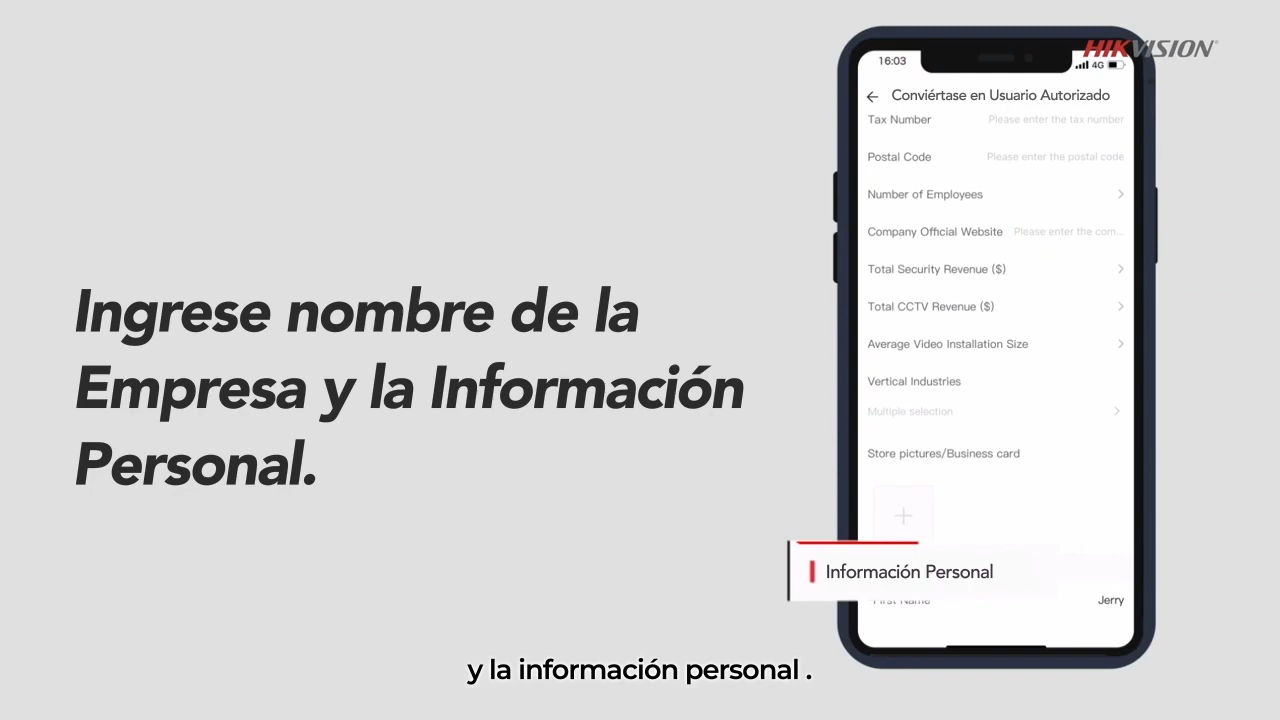 HIKVISION
16:03
4G
Conviértase en Usuario Autorizado
Tax Number Please enter the tax number
Postal Code Please enter the postal code
Number of Employees
Company Official Website Please enter the com...
Total Security Revenue ($)
Total CCTV Revenue ($)
Average Video Installation Size
Vertical Industries
Multiple selection
Store pictures/Business card
Información Personal
First Name Jerry
Ingrese nombre de la
Empresa y la Información
Personal.
y la información personal .